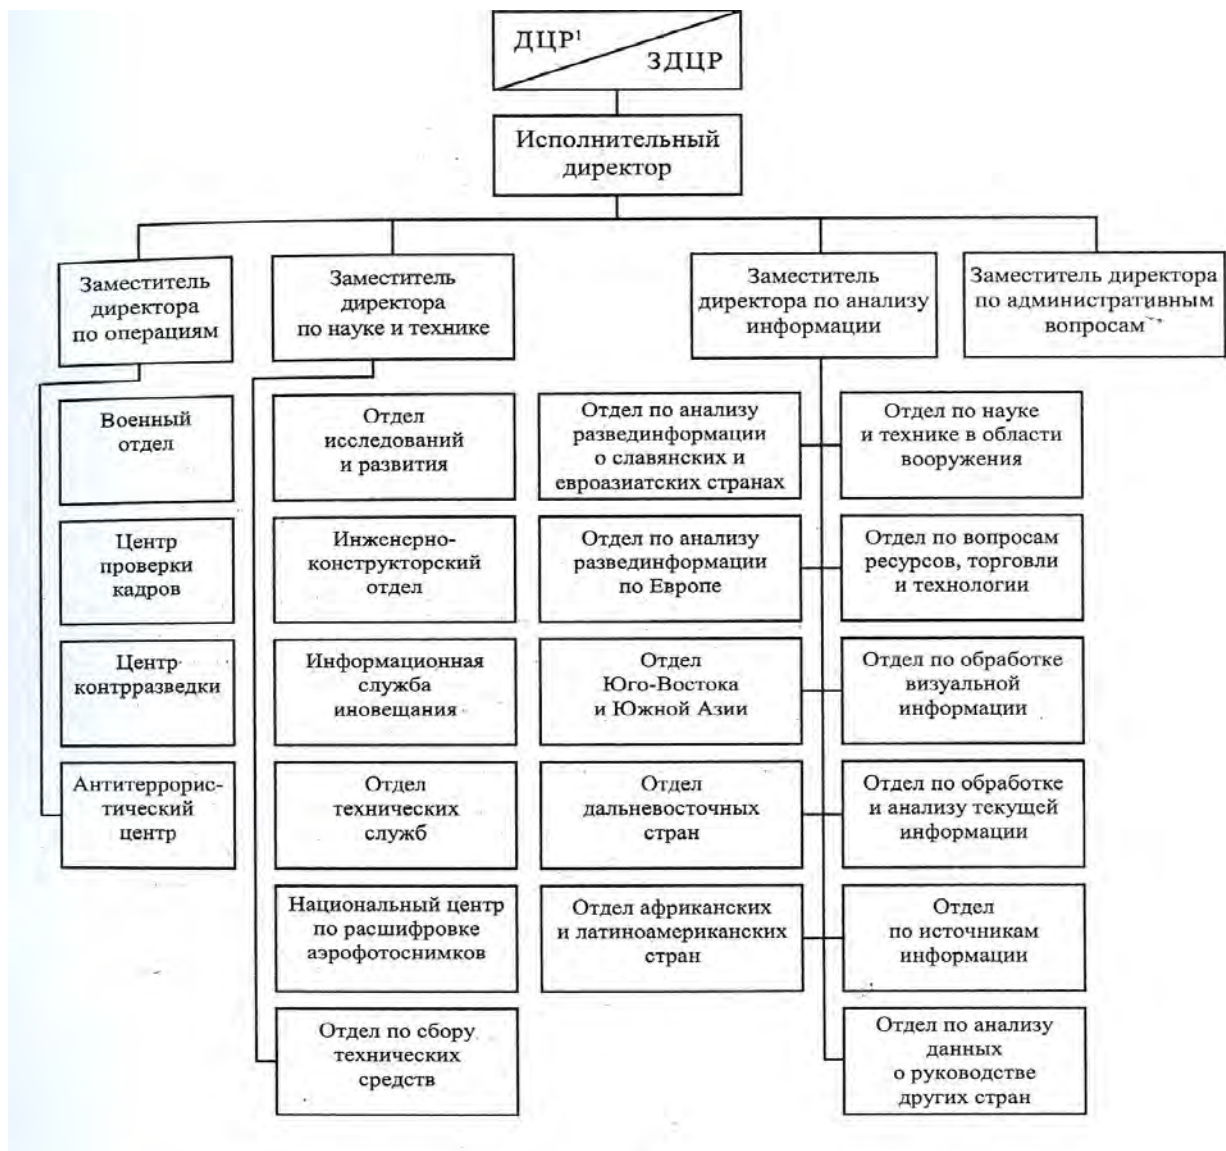 ДЦР¹
ЗДЦР
Исполнительный
директор
Заместитель
директора
по операциям
Заместитель
директора
по науке и технике
Заместитель
директора по анализу
информации
Заместитель директора
по административным
вопросам
Военный
отдел
Центр
проверки
кадров
Центр
контрразведки
Антитеррорис-
тический
центр
Отдел
исследований
и развития
Инженерно-
конструкторский
отдел
Информационная
служба
иновещания
Отдел
технических
служб
Национальный центр
по расшифровке
аэрофотоснимков
Отдел по сбору
технических
средств
Отдел по анализу
развединформации
о славянских и
евроазиатских странах
Отдел по анализу
развединформации
по Европе
Отдел
Юго-Востока
и Южной Азии
Отдел
дальневосточных
стран
Отдел африканских
и латиноамериканских
стран
Отдел по науке
и технике в области
вооружения
Отдел по вопросам
ресурсов, торговли
и технологии
Отдел по обработке
визуальной
информации
Отдел по обработке
и анализу текущей
информации
Отдел
по источникам
информации
Отдел по анализу
данных
о руководстве
других стран